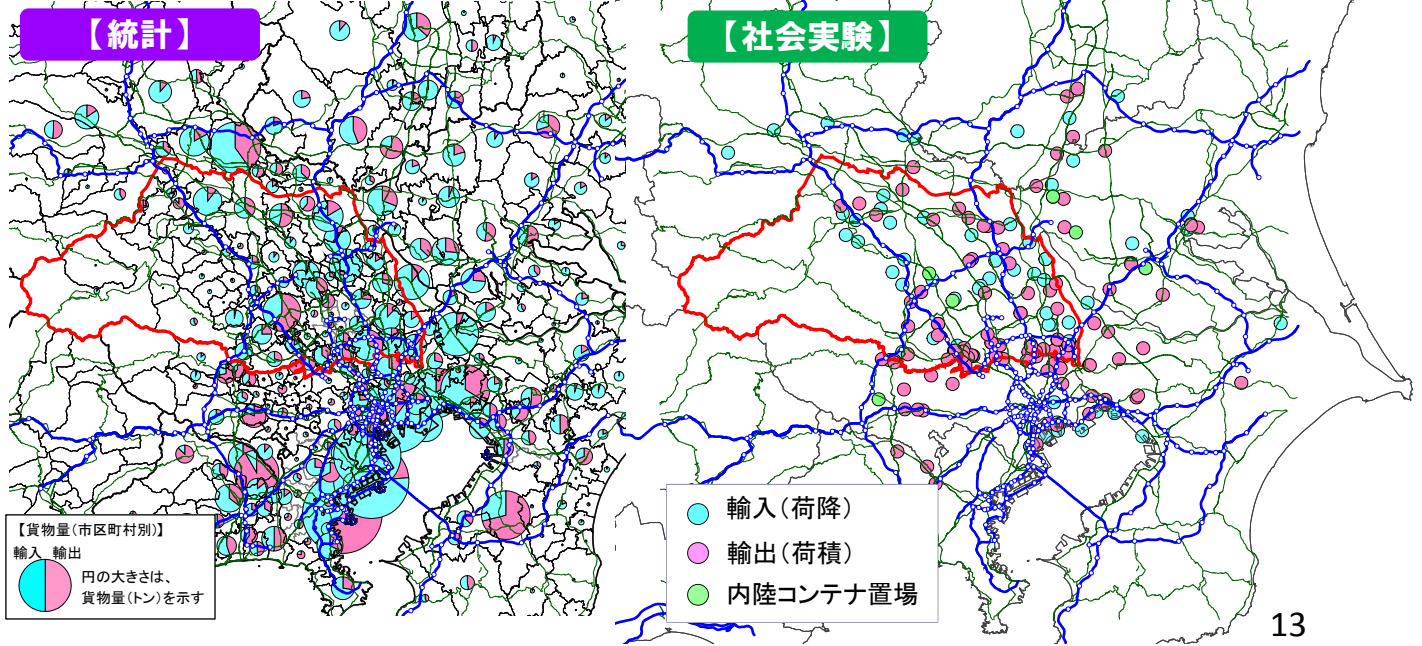 【統計】
【社会実験】
【貨物量(市区町村別)】
輸入 輸出
円の大きさは、
貨物量(トン)を示す
輸入(荷降)
輸出(荷積)
内陸コンテナ置場
13